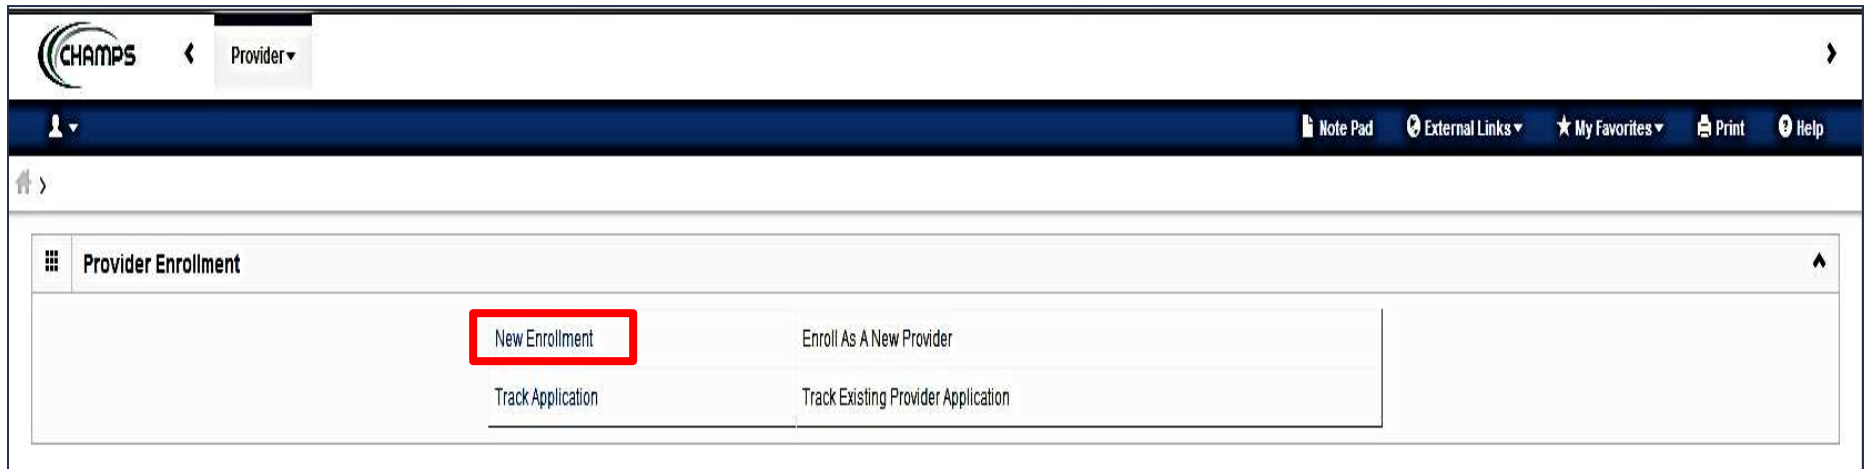 CHAMPS Provider
Note Pad External Links My Favorites Print Help
Provider Enrollment
New Enrollment Enroll As A New Provider
Track Application Track Existing Provider Application